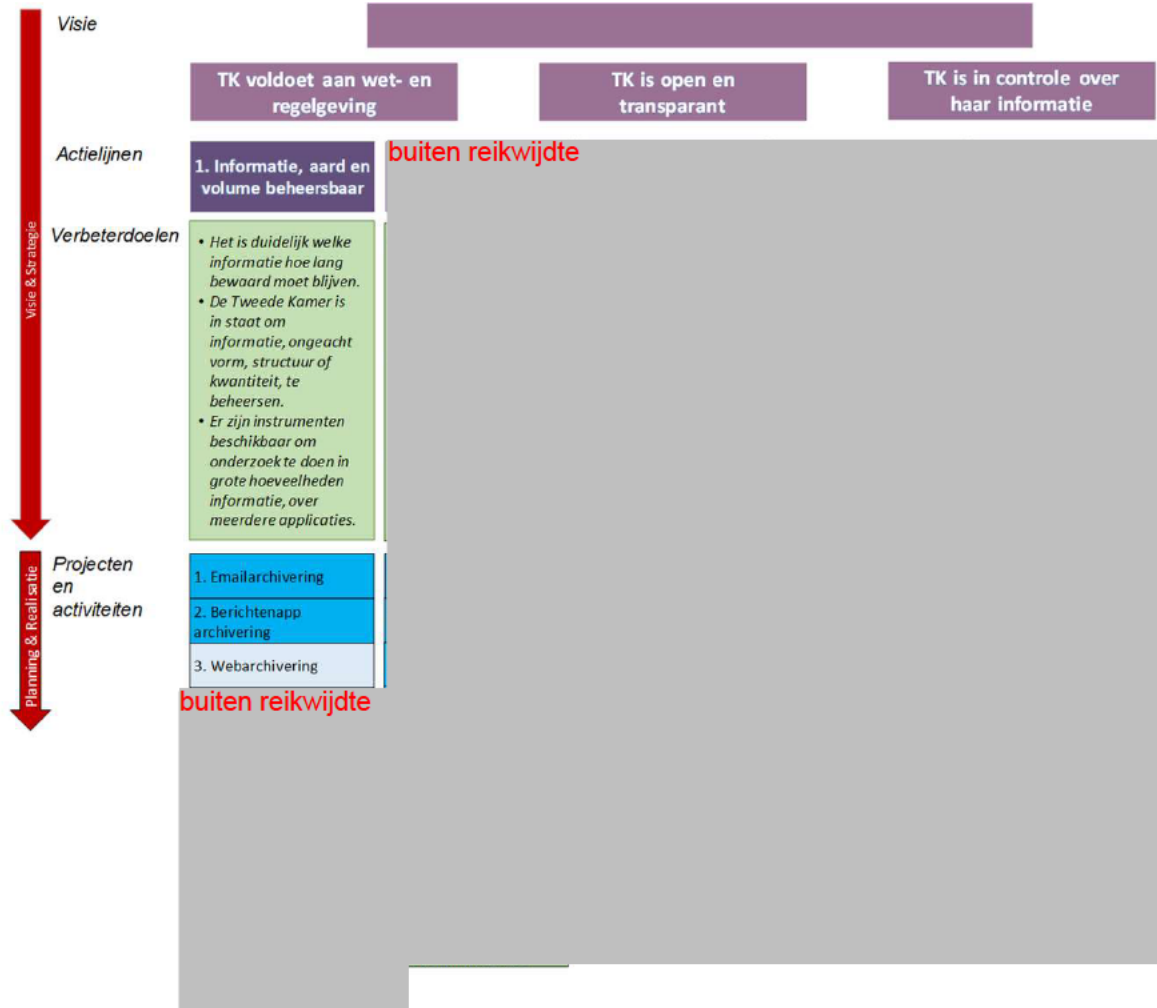 Visie
TK voldoet aan wet- en
regelgeving
TK is open en
transparant
TK is in controle over
haar informatie
Visie & Strategie
Actielijnen
1. Informatie, aard en
volume beheersbaar
buiten reikwijdte
Verbeterdoelen
• Het is duidelijk welke
informatie hoe lang
bewaard moet blijven.
• De Tweede Kamer is
in staat om
informatie, ongeacht
vorm, structuur of
kwantiteit, te
beheersen.
• Er zijn instrumenten
beschikbaar om
onderzoek te doen in
grote hoeveelheden
informatie, over
meerdere applicaties.
Planning & Realisatie
Projecten
en
activiteiten
1. Emailarchivering
2. Berichtenapp
archivering
3. Webarchivering
buiten reikwijdte